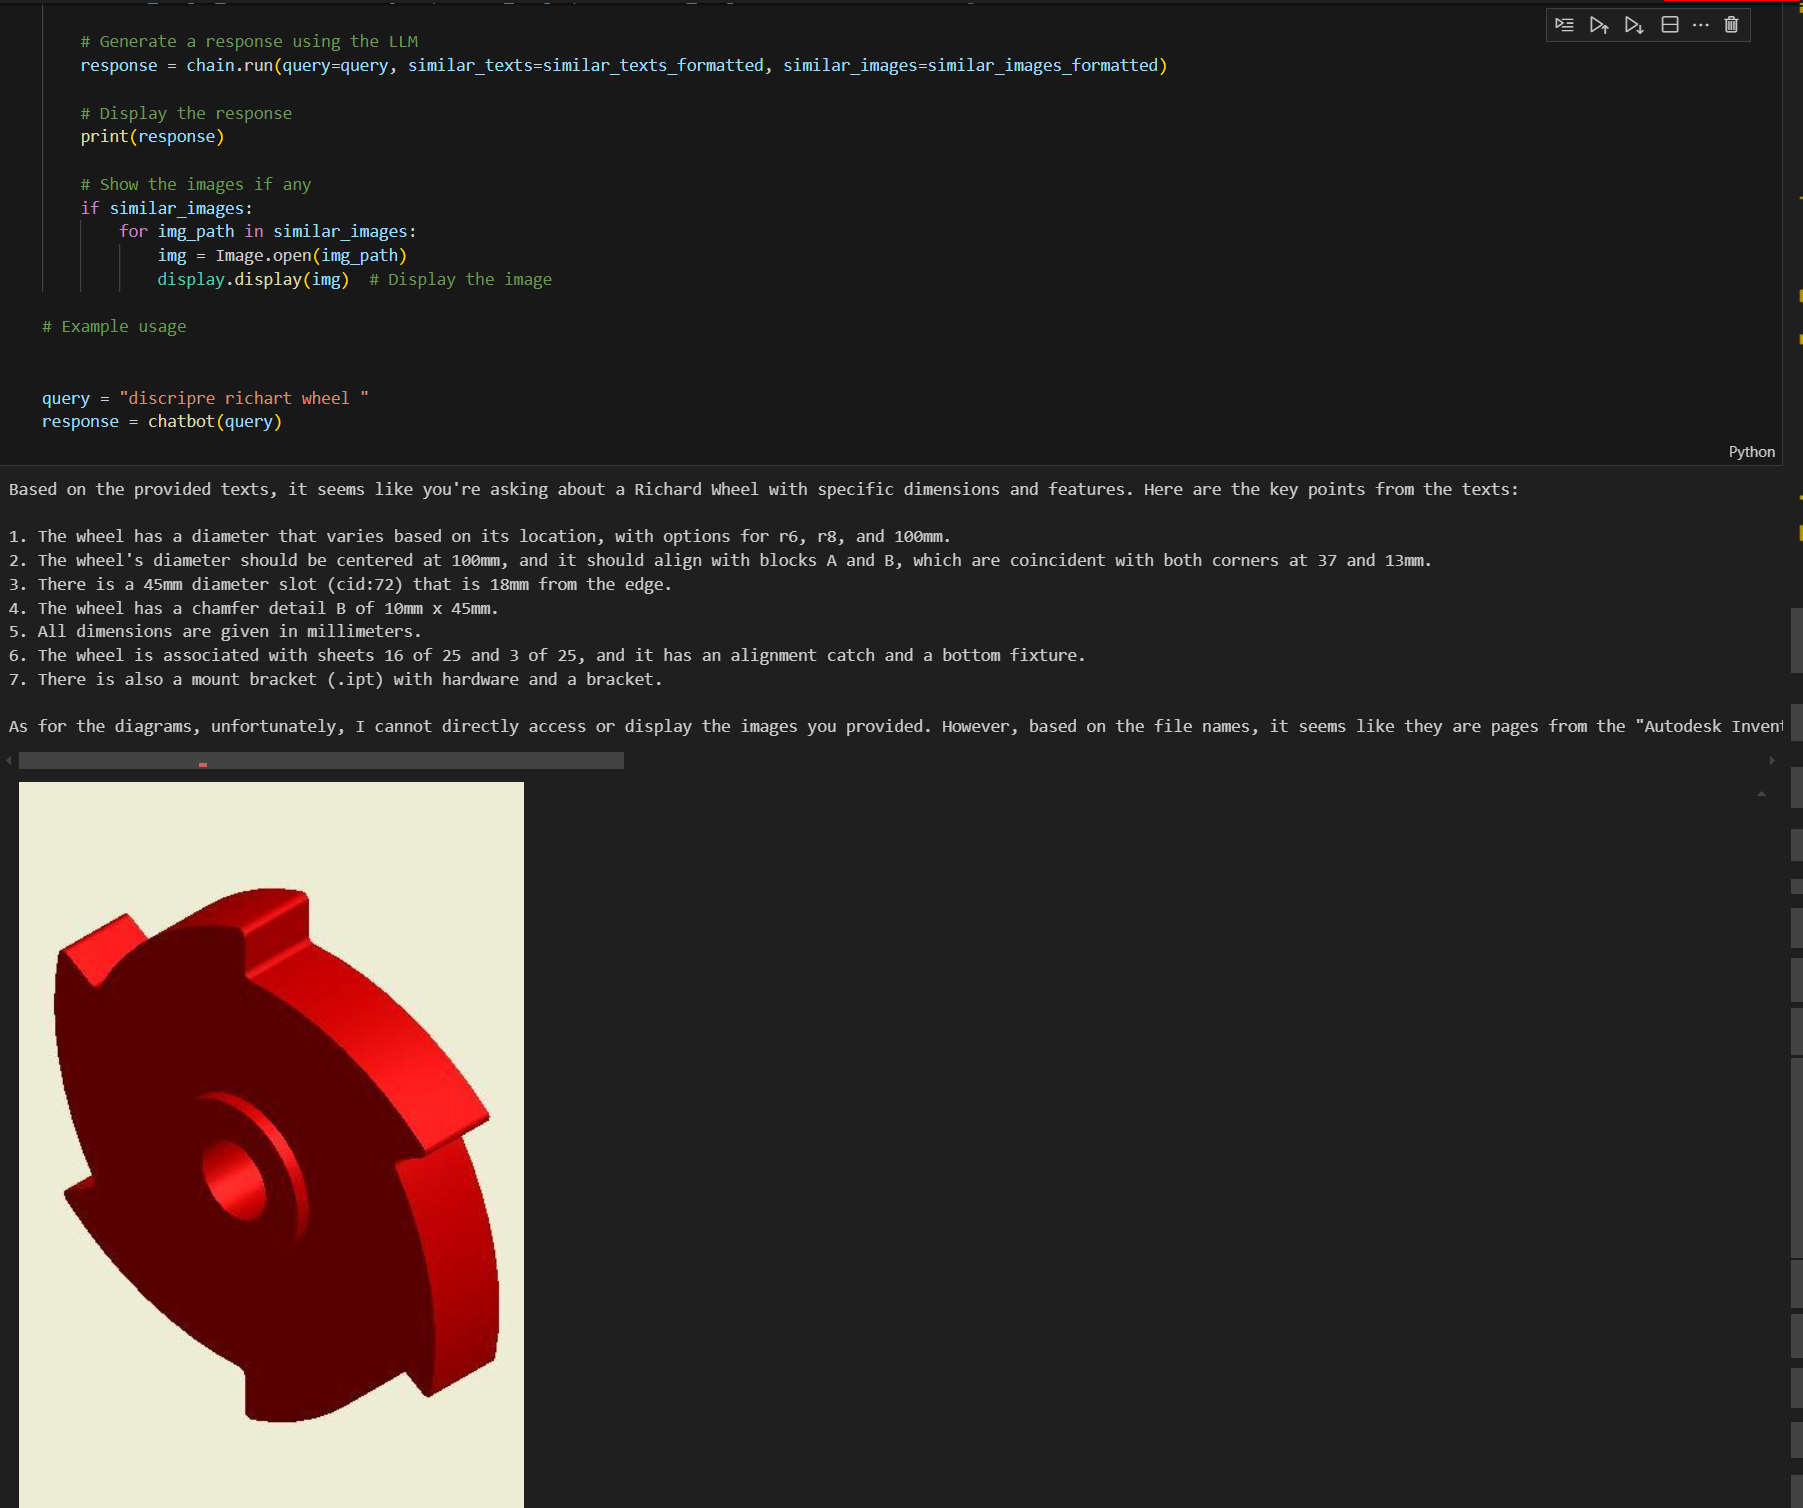 # Generate a response using the LLM
response = chain.run(query=query, similar_texts=similar_texts_formatted, similar_images=similar_images_formatted)
# Display the response
print(response)
# Show the images if any
if similar_images:
for img_path in similar_images:
img = Image.open(img_path)
display.display(img)  # Display the image
# Example usage
query = "discripre richart wheel "
response = chatbot(query)
Python
Based on the provided texts, it seems like you're asking about a Richard Wheel with specific dimensions and features. Here are the key points from the texts:
1. The wheel has a diameter that varies based on its location, with options for r6, r8, and 100mm.
2. The wheel's diameter should be centered at 100mm, and it should align with blocks A and B, which are coincident with both corners at 37 and 13mm.
3. There is a 45mm diameter slot (cid:72) that is 18mm from the edge.
4. The wheel has a chamfer detail B of 10mm x 45mm.
5. All dimensions are given in millimeters.
6. The wheel is associated with sheets 16 of 25 and 3 of 25, and it has an alignment catch and a bottom fixture.
7. There is also a mount bracket (.ipt) with hardware and a bracket.
As for the diagrams, unfortunately, I cannot directly access or display the images you provided. However, based on the file names, it seems like they are pages from the "Autodesk Invent